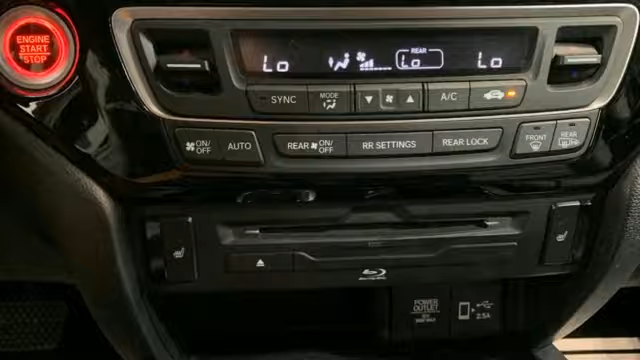 ENGINE
START
STOP
REAR
Lo Lo Lo
SYNC MODE A/C
ON/OFF AUTO REAR ON/OFF RR SETTINGS REAR LOCK FRONT REAR
POWER
OUTLET
2.5A